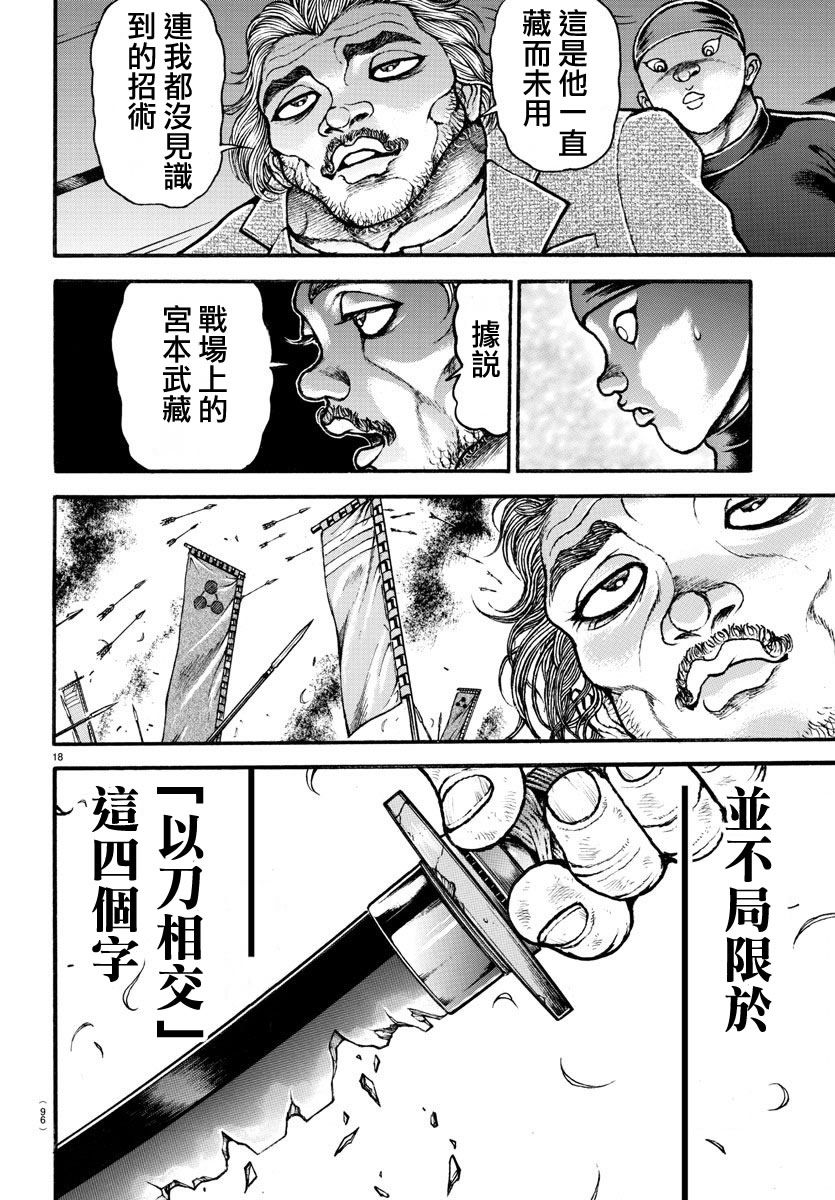 這是他一直
藏而未用
連我都沒見識
到的招術
據説
戰場上的
宮本武藏
18
並不局限於
「以刀相交」
這四個字
(96)